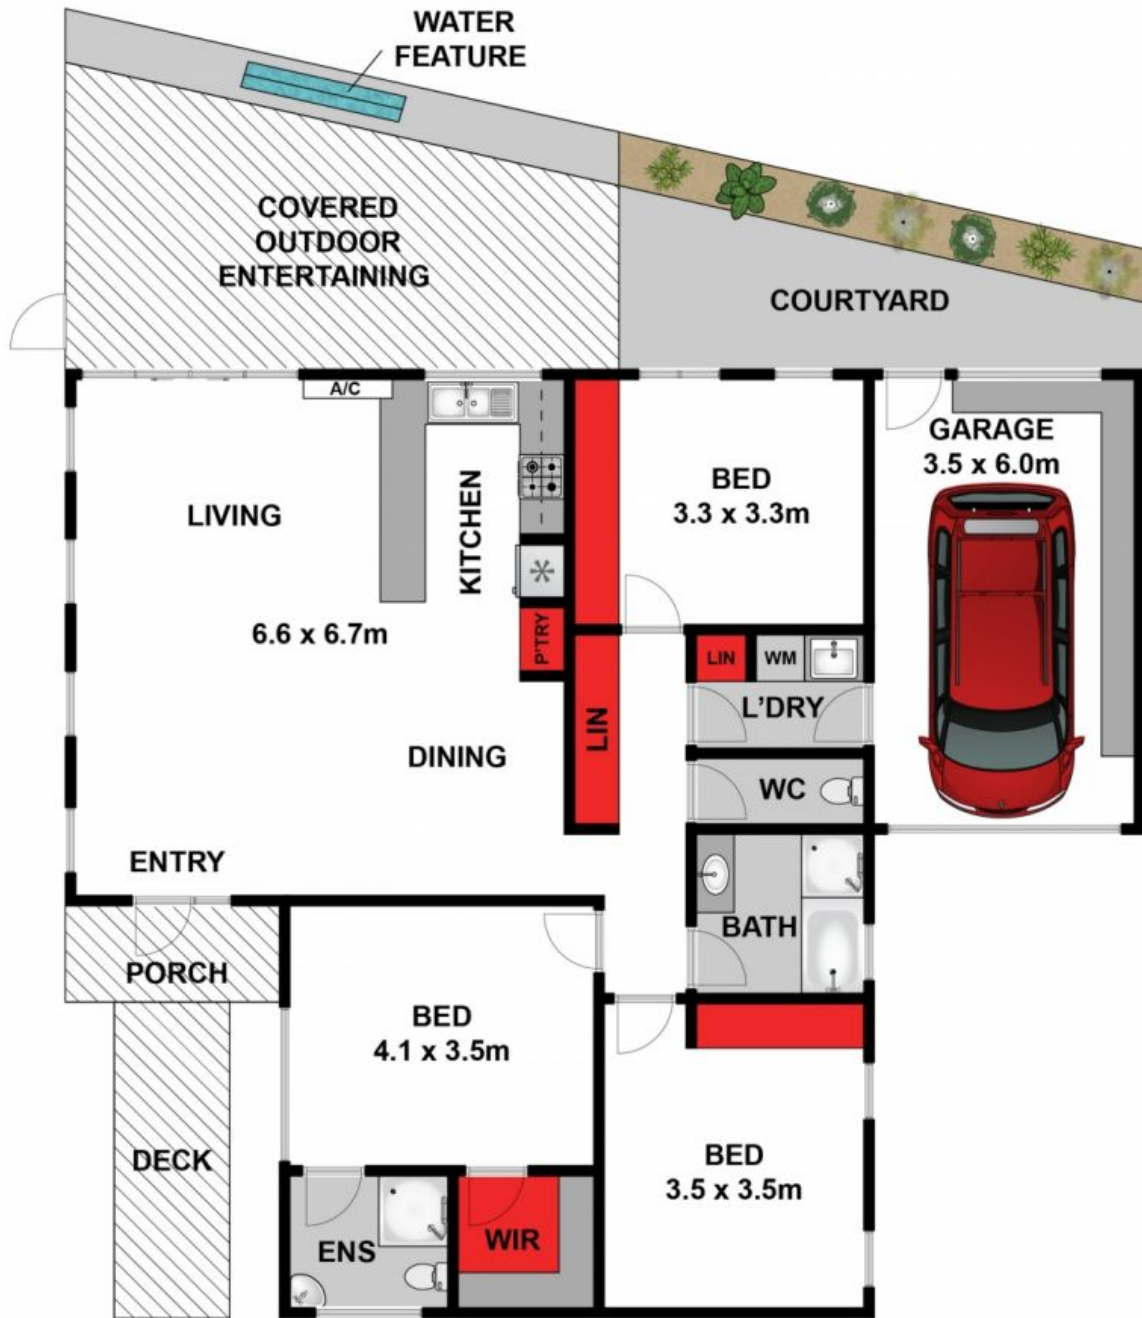 WATER
FEATURE
COVERED
OUTDOOR
ENTERTAINING
COURTYARD
A/C
LIVING
KITCHEN
BED
3.3 x 3.3m
GARAGE
3.5 x 6.0m
6.6 x 6.7m
P'TRY
LIN
LIN
WM
L'DRY
DINING
WC
ENTRY
BATH
PORCH
BED
4.1 x 3.5m
DECK
BED
3.5 x 3.5m
ENS
WIR